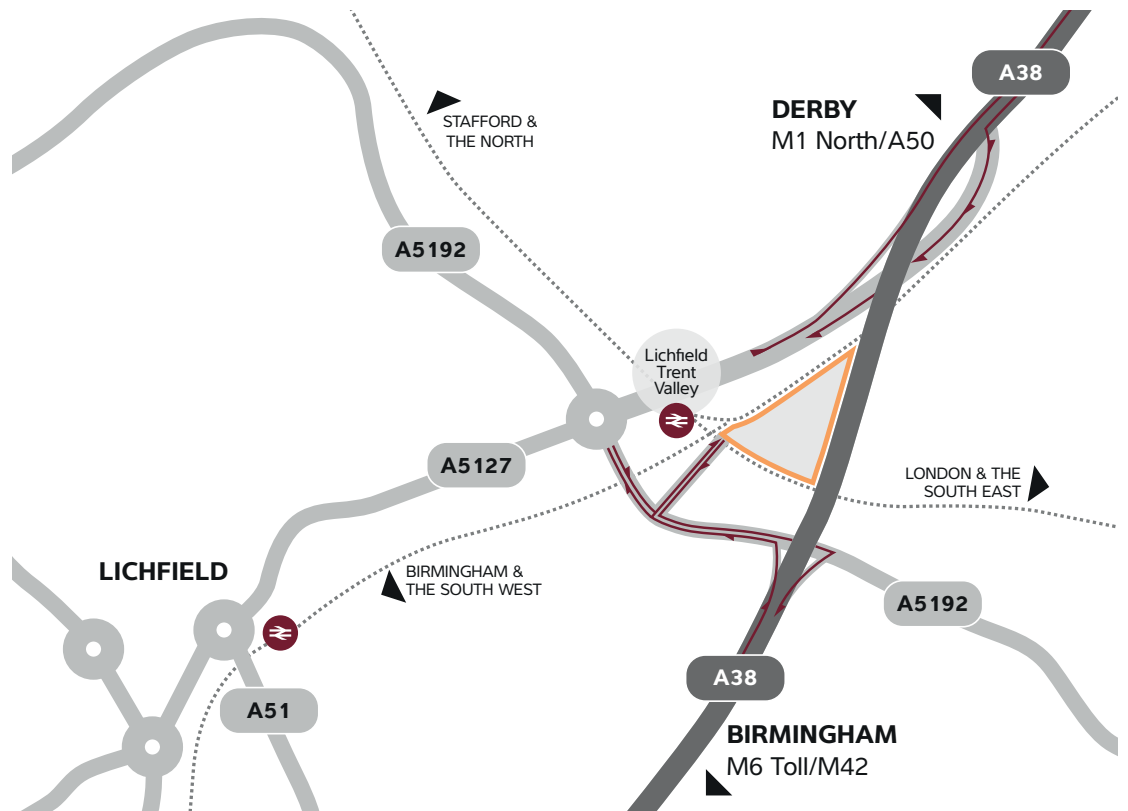 A38
DERBY
M1 North/A50
STAFFORD &
THE NORTH
A5192
Lichfield
Trent
Valley
A5127
LONDON & THE
SOUTH EAST
LICHFIELD
BIRMINGHAM &
THE SOUTH WEST
A5192
A38
A51
BIRMINGHAM
M6 Toll/M42